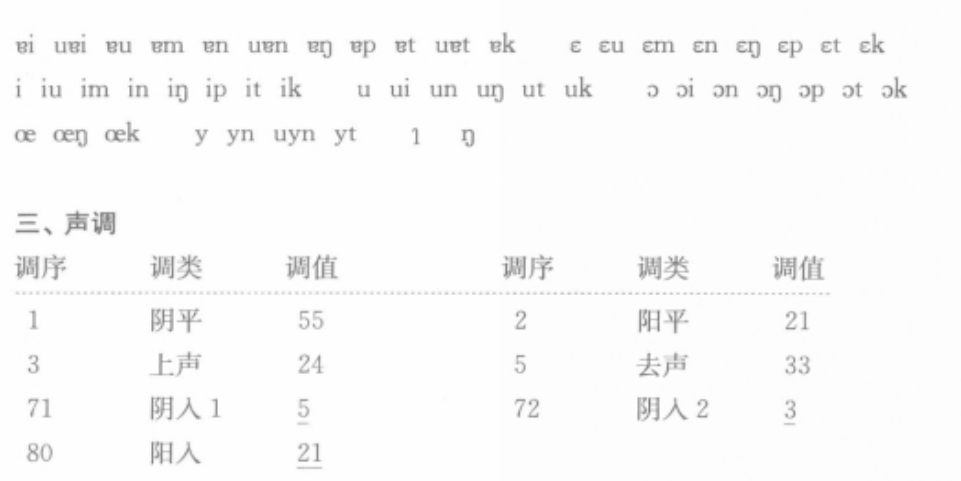 ɐi uɐi ɐu ɐm ɐn uɐn ɐŋ ɐp ɐt uɐt ɐk ɛ ɛu ɛm ɛn ɛŋ ɛp ɛt ɛk
i iu im in iŋ ip it ik u ui un uŋ ut uk ɔ ɔi ɔn ɔŋ ɔp ɔt ɔk
œ œŋ œk y yn uyn yt ɿ ŋ̍
三、声调
调序 调类 调值 调序 调类 调值
1 阴平 55 2 阳平 21
3 上声 24 5 去声 33
71 阴入1 5 72 阴入2 3
80 阳入 21